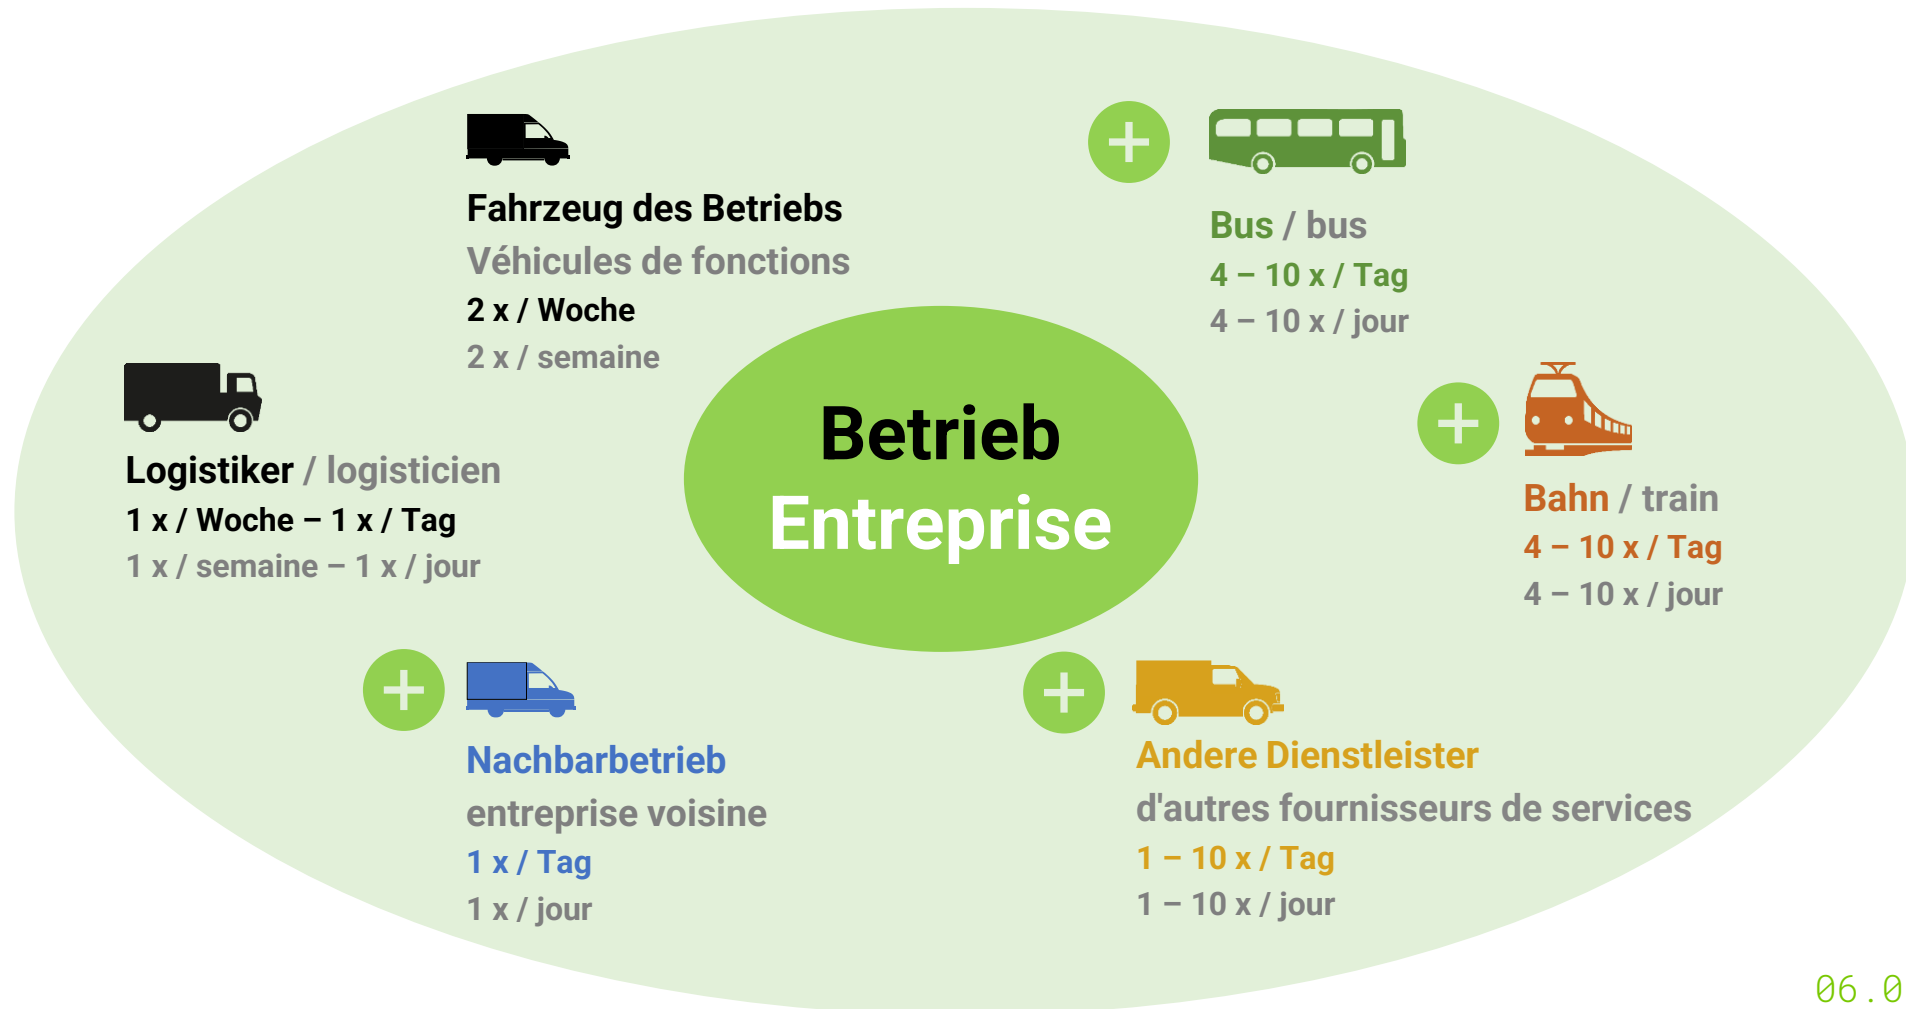 Fahrzeug des Betriebs
Véhicules de fonctions
2 x / Woche
2 x / semaine
Bus / bus
4 – 10 x / Tag
4 – 10 x / jour
Logistiker / logisticien
1 x / Woche – 1 x / Tag
1 x / semaine – 1 x / jour
Betrieb
Entreprise
Bahn / train
4 – 10 x / Tag
4 – 10 x / jour
Nachbarbetrieb
entreprise voisine
1 x / Tag
1 x / jour
Andere Dienstleister
d'autres fournisseurs de services
1 – 10 x / Tag
1 – 10 x / jour
06.0